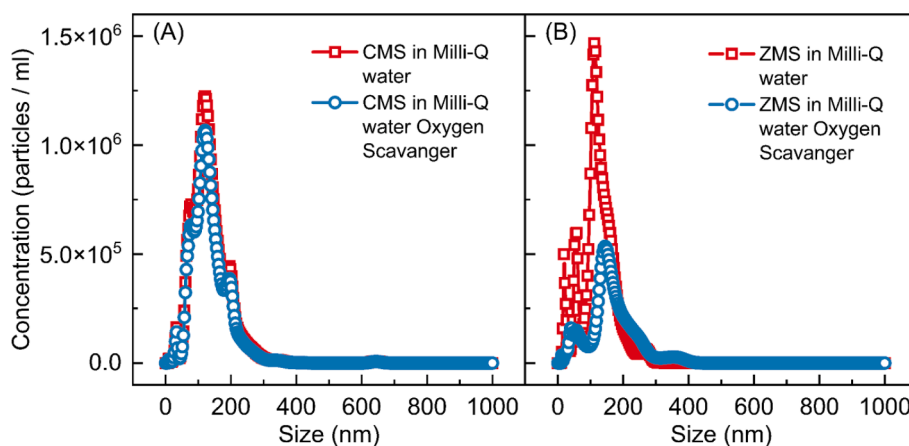 Concentration (particles / ml)
1.5×10⁶
1.0×10⁶
5.0×10⁵
0.0
(A)
CMS in Milli-Q
water
CMS in Milli-Q
water Oxygen
Scavanger
0 200 400 600 800 1000
Size (nm)
(B)
ZMS in Milli-Q
water
ZMS in Milli-Q
water Oxygen
Scavanger
0 200 400 600 800 1000
Size (nm)